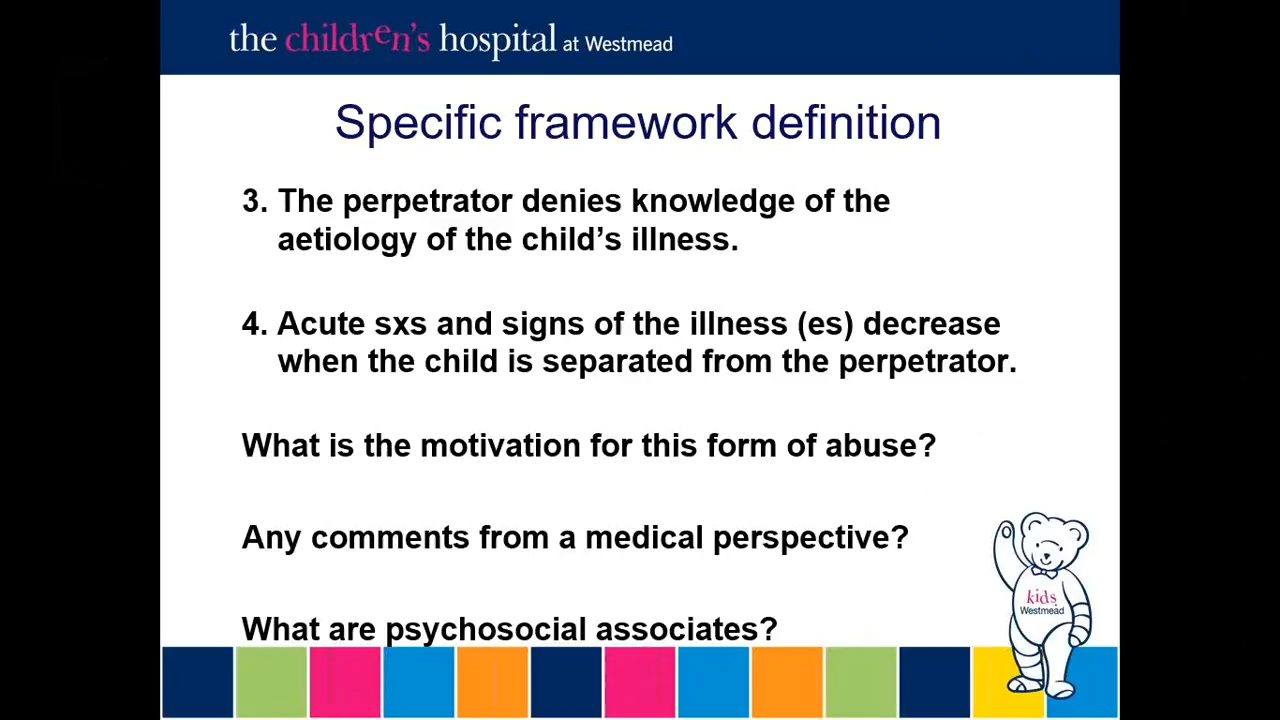 the children's hospital at Westmead
Specific framework definition
3. The perpetrator denies knowledge of the
aetiology of the child’s illness.
4. Acute sxs and signs of the illness (es) decrease
when the child is separated from the perpetrator.
What is the motivation for this form of abuse?
Any comments from a medical perspective?
What are psychosocial associates?
kids
Westmead